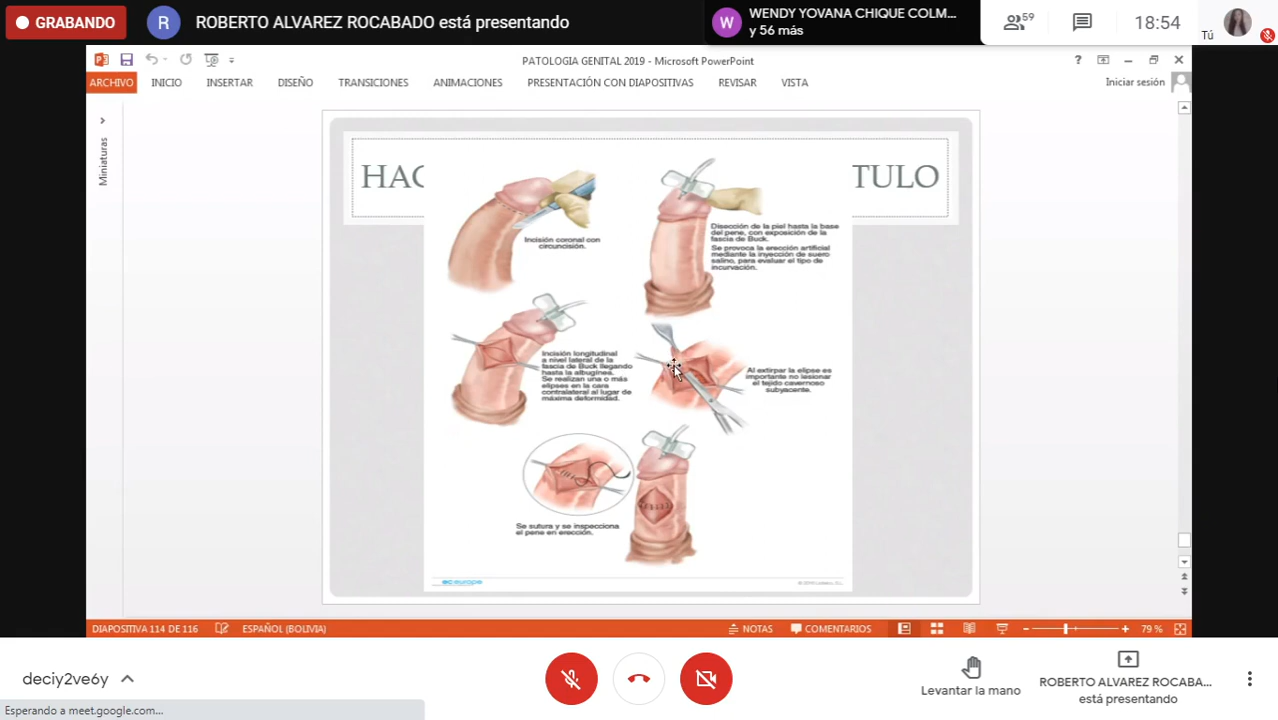 GRABANDO
R
ROBERTO ALVAREZ ROCABADO está presentando
W
WENDY YOVANA CHIQUE COLM...
y 56 más
59
18:54
Tú
PATOLOGIA GENITAL 2019 - Microsoft PowerPoint
?
ARCHIVO INICIO INSERTAR DISEÑO TRANSICIONES ANIMACIONES PRESENTACIÓN CON DIAPOSITIVAS REVISAR VISTA
Iniciar sesión
Miniaturas
HAC
TULO
Incisión coronal con
circuncisión.
Disección de la piel hasta la base
del pene, con exposición de la
fascia de Buck.
Se provoca la erección artificial
mediante la inyección de suero
salino, para evaluar el tipo de
incurvación.
Incisión longitudinal
a nivel lateral de la
fascia de Buck llegando
hasta la albugínea.
Se realizan una o más
elipses en la cara
contralateral al lugar de
máxima deformidad.
Al extirpar la elipse es
importante no lesionar
el tejido cavernoso
subyacente.
Se sutura y se inspecciona
el pene en erección.
ec europe
DIAPOSITIVA 114 DE 116
ESPAÑOL (BOLIVIA)
NOTAS
COMENTARIOS
79 %
deciy2ve6y
Levantar la mano
ROBERTO ALVAREZ ROCABA...
está presentando
Esperando a meet.google.com...